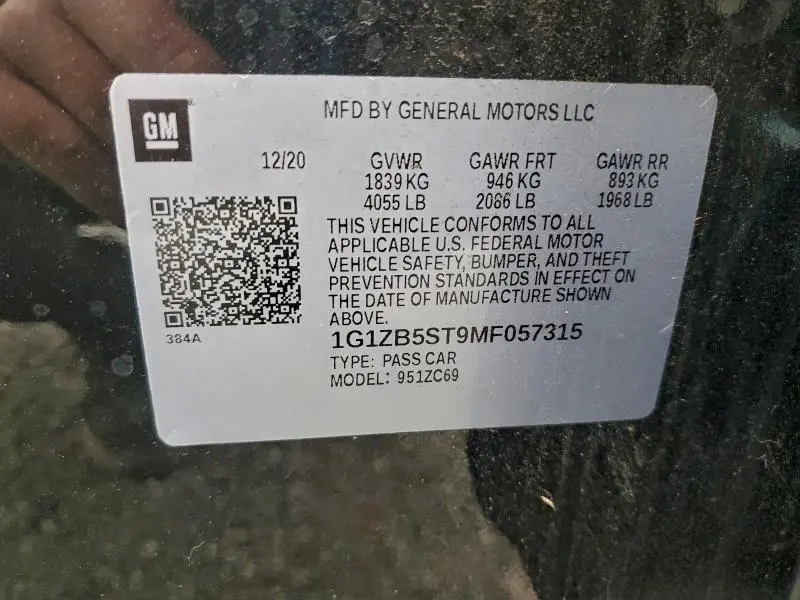 GM
MFD BY GENERAL MOTORS LLC
12/20 GVWR GAWR FRT GAWR RR
1839 KG 946 KG 893 KG
4055 LB 2086 LB 1968 LB
THIS VEHICLE CONFORMS TO ALL
APPLICABLE U.S. FEDERAL MOTOR
VEHICLE SAFETY, BUMPER, AND THEFT
PREVENTION STANDARDS IN EFFECT ON
THE DATE OF MANUFACTURE SHOWN
ABOVE.
384A
1G1ZB5ST9MF057315
TYPE: PASS CAR
MODEL: 951ZC69